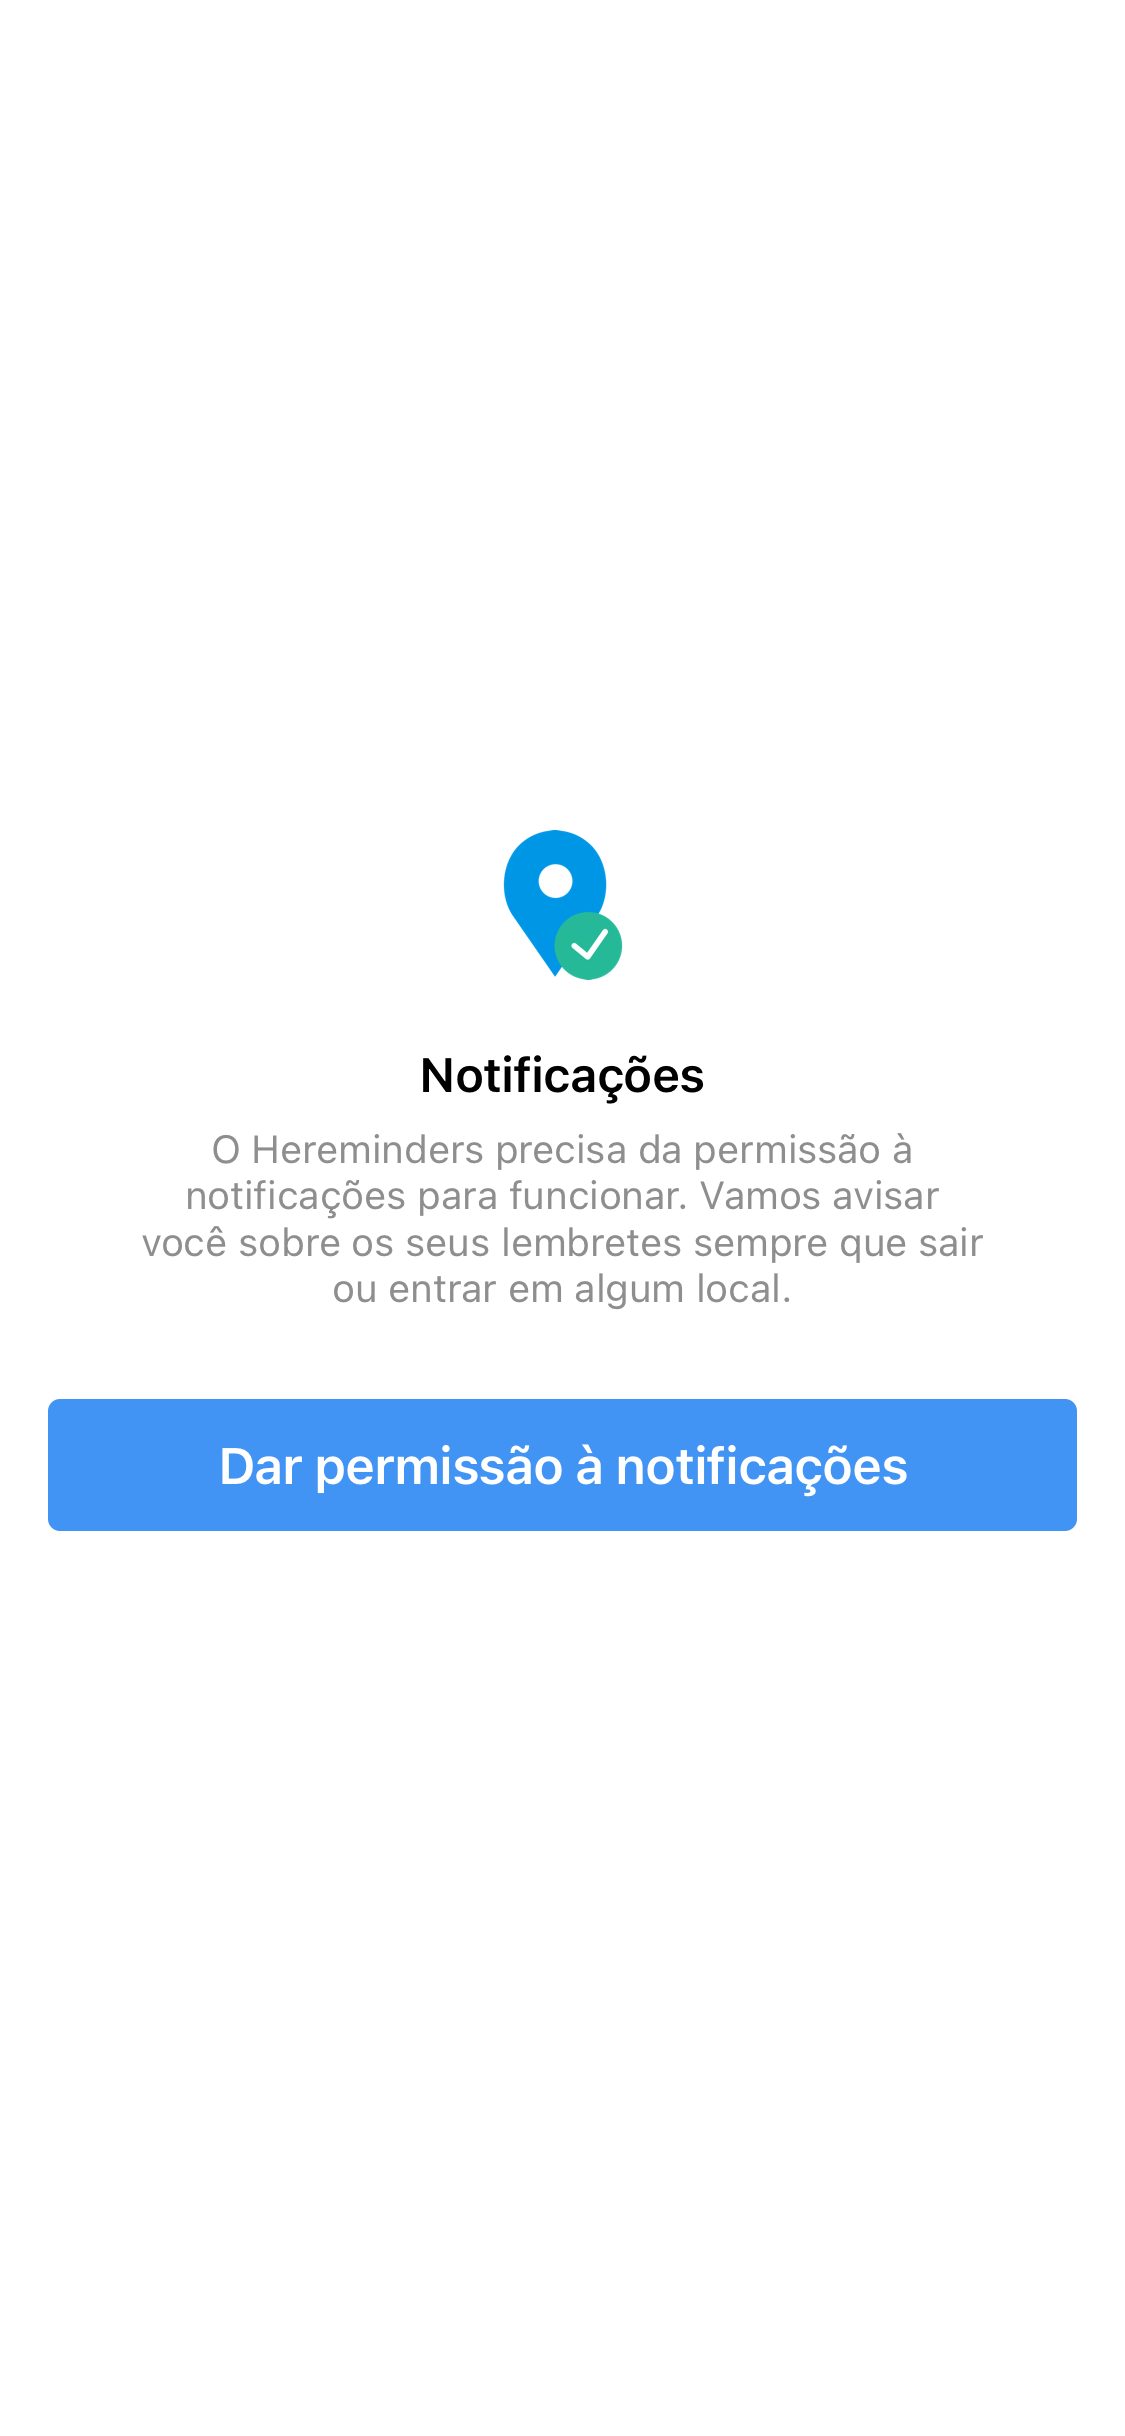 Notificações
O Hereminders precisa da permissão à
notificações para funcionar. Vamos avisar
você sobre os seus lembretes sempre que sair
ou entrar em algum local.
Dar permissão à notificações